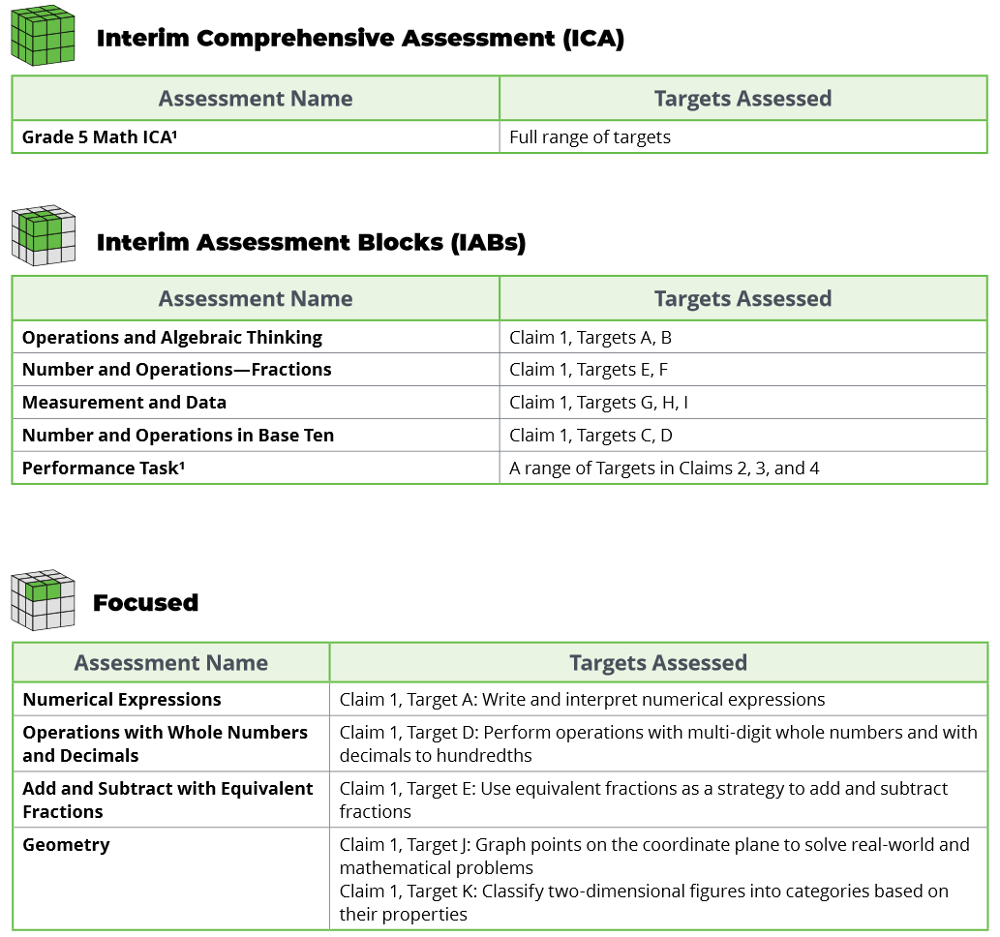 Interim Comprehensive Assessment (ICA)
Assessment Name Targets Assessed
Grade 5 Math ICA¹ Full range of targets
Interim Assessment Blocks (IABs)
Assessment Name Targets Assessed
Operations and Algebraic Thinking Claim 1, Targets A, B
Number and Operations—Fractions Claim 1, Targets E, F
Measurement and Data Claim 1, Targets G, H, I
Number and Operations in Base Ten Claim 1, Targets C, D
Performance Task¹ A range of Targets in Claims 2, 3, and 4
Focused
Assessment Name Targets Assessed
Numerical Expressions Claim 1, Target A: Write and interpret numerical expressions
Operations with Whole Numbers Claim 1, Target D: Perform operations with multi-digit whole numbers and with
and Decimals decimals to hundredths
Add and Subtract with Equivalent Claim 1, Target E: Use equivalent fractions as a strategy to add and subtract
Fractions fractions
Geometry Claim 1, Target J: Graph points on the coordinate plane to solve real-world and
mathematical problems
Claim 1, Target K: Classify two-dimensional figures into categories based on
their properties